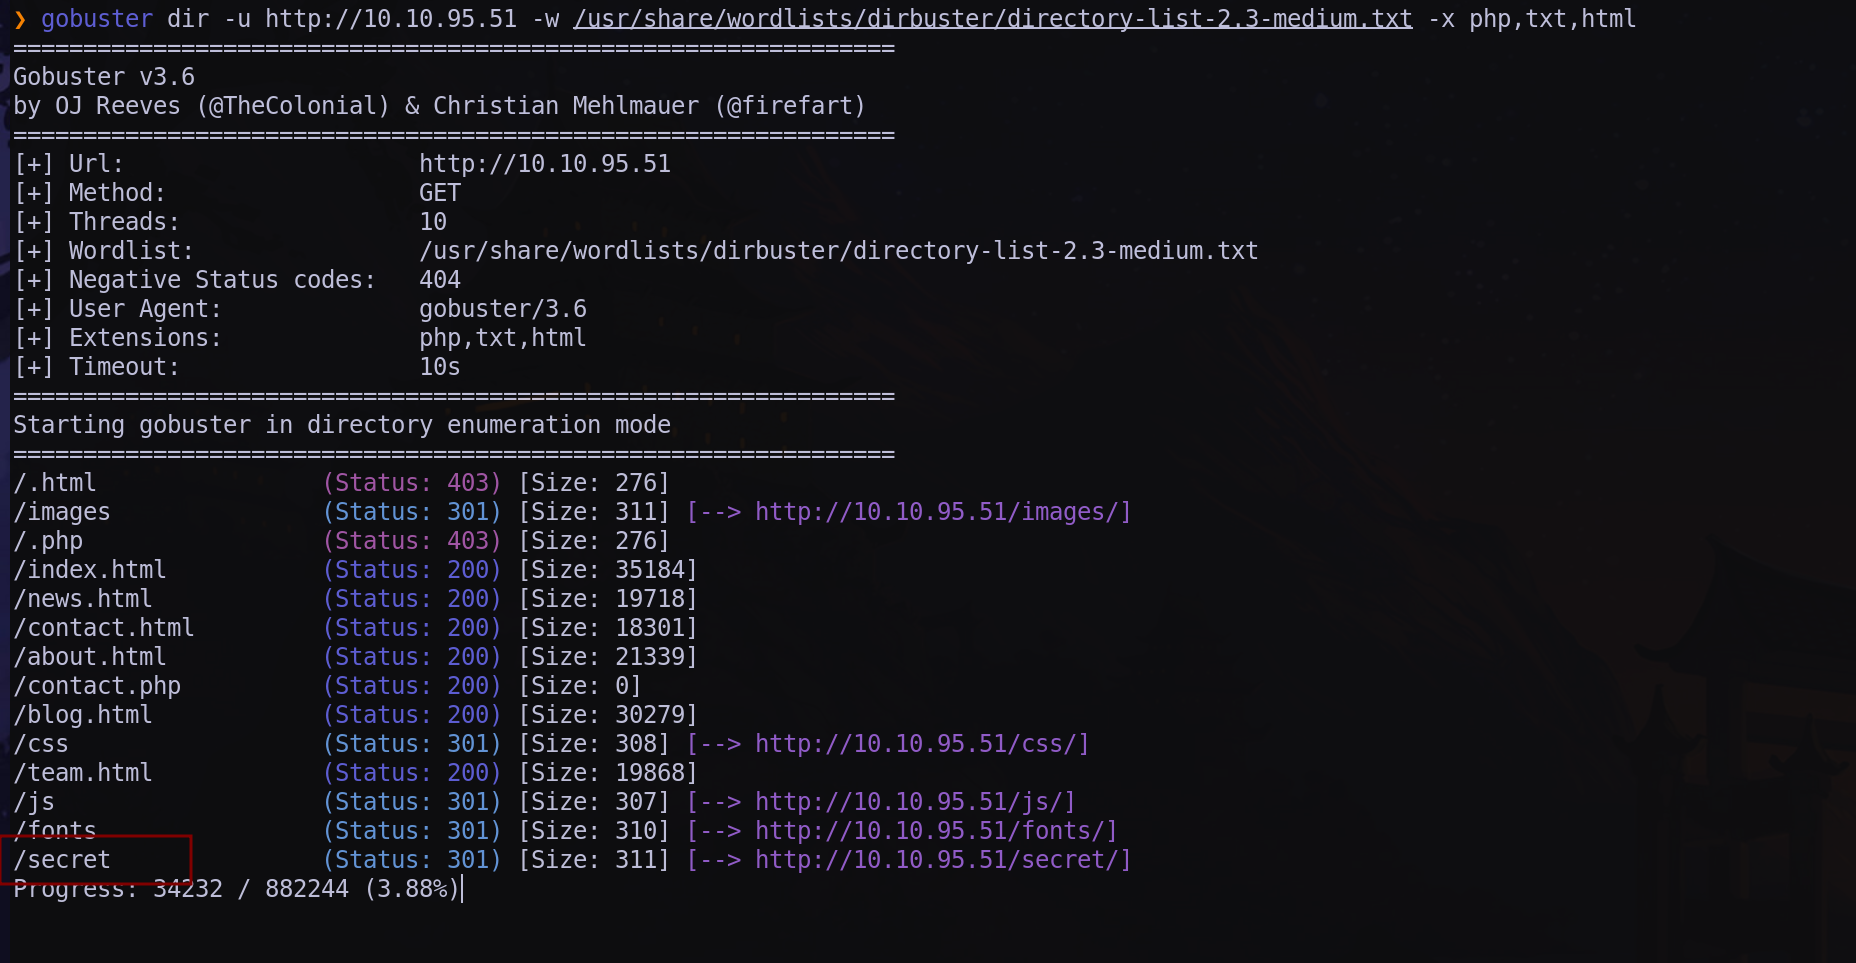 ❯ gobuster dir -u http://10.10.95.51 -w /usr/share/wordlists/dirbuster/directory-list-2.3-medium.txt -x php,txt,html
===============================================================
Gobuster v3.6
by OJ Reeves (@TheColonial) & Christian Mehlmauer (@firefart)
===============================================================
[+] Url:                     http://10.10.95.51
[+] Method:                  GET
[+] Threads:                 10
[+] Wordlist:                /usr/share/wordlists/dirbuster/directory-list-2.3-medium.txt
[+] Negative Status codes:   404
[+] User Agent:              gobuster/3.6
[+] Extensions:              php,txt,html
[+] Timeout:                 10s
===============================================================
Starting gobuster in directory enumeration mode
===============================================================
/.html                (Status: 403) [Size: 276]
/images               (Status: 301) [Size: 311] [--> http://10.10.95.51/images/]
/.php                 (Status: 403) [Size: 276]
/index.html           (Status: 200) [Size: 35184]
/news.html            (Status: 200) [Size: 19718]
/contact.html         (Status: 200) [Size: 18301]
/about.html           (Status: 200) [Size: 21339]
/contact.php          (Status: 200) [Size: 0]
/blog.html            (Status: 200) [Size: 30279]
/css                  (Status: 301) [Size: 308] [--> http://10.10.95.51/css/]
/team.html            (Status: 200) [Size: 19868]
/js                   (Status: 301) [Size: 307] [--> http://10.10.95.51/js/]
/fonts                (Status: 301) [Size: 310] [--> http://10.10.95.51/fonts/]
/secret               (Status: 301) [Size: 311] [--> http://10.10.95.51/secret/]
Progress: 34232 / 882244 (3.88%)